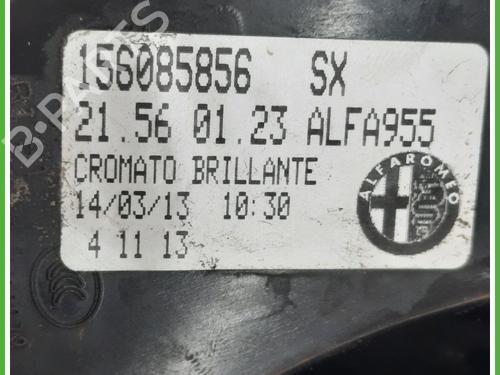 156085856 SX
21.56 01.23 ALFA955
CROMATO BRILLANTE
14/03/13 10:30
4 11 13
ALFA ROMEO
B-PARTS